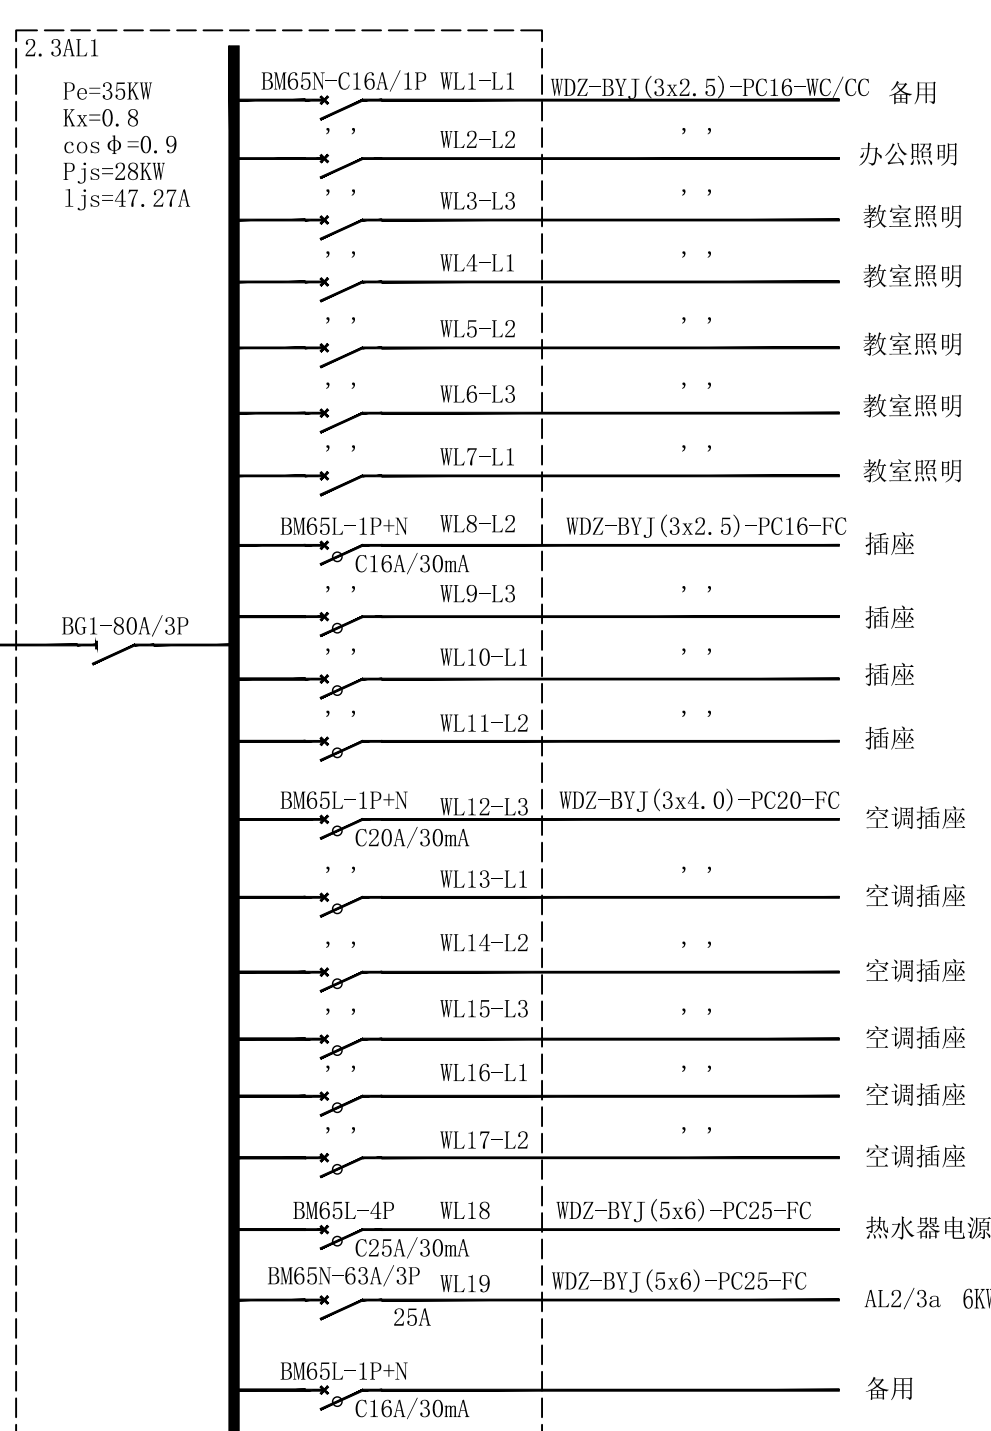 2.3AL1
Pe=35KW
Kx=0.8
cosΦ=0.9
Pjs=28KW
ljs=47.27A
BM65N-C16A/1P WL1-L1 WDZ-BYJ(3x2.5)-PC16-WC/CC 备用
, , WL2-L2 , , 办公照明
, , WL3-L3 , , 教室照明
, , WL4-L1 , , 教室照明
, , WL5-L2 , , 教室照明
, , WL6-L3 , , 教室照明
, , WL7-L1 , , 教室照明
BM65L-1P+N WL8-L2 WDZ-BYJ(3x2.5)-PC16-FC 插座
C16A/30mA
, , WL9-L3 , , 插座
BG1-80A/3P
, , WL10-L1 , , 插座
, , WL11-L2 , , 插座
BM65L-1P+N WL12-L3 WDZ-BYJ(3x4.0)-PC20-FC 空调插座
C20A/30mA
, , WL13-L1 , , 空调插座
, , WL14-L2 , , 空调插座
, , WL15-L3 , , 空调插座
, , WL16-L1 , , 空调插座
, , WL17-L2 , , 空调插座
BM65L-4P WL18 WDZ-BYJ(5x6)-PC25-FC 热水器电源
C25A/30mA
BM65N-63A/3P WL19 WDZ-BYJ(5x6)-PC25-FC AL2/3a 6KW
25A
BM65L-1P+N 备用
C16A/30mA